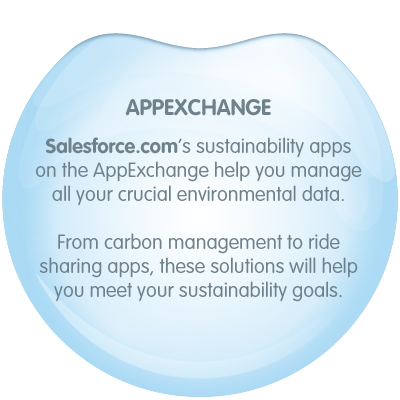 APPEXCHANGE
Salesforce.com's sustainability apps
on the AppExchange help you manage
all your crucial environmental data.
From carbon management to ride
sharing apps, these solutions will help
you meet your sustainability goals.